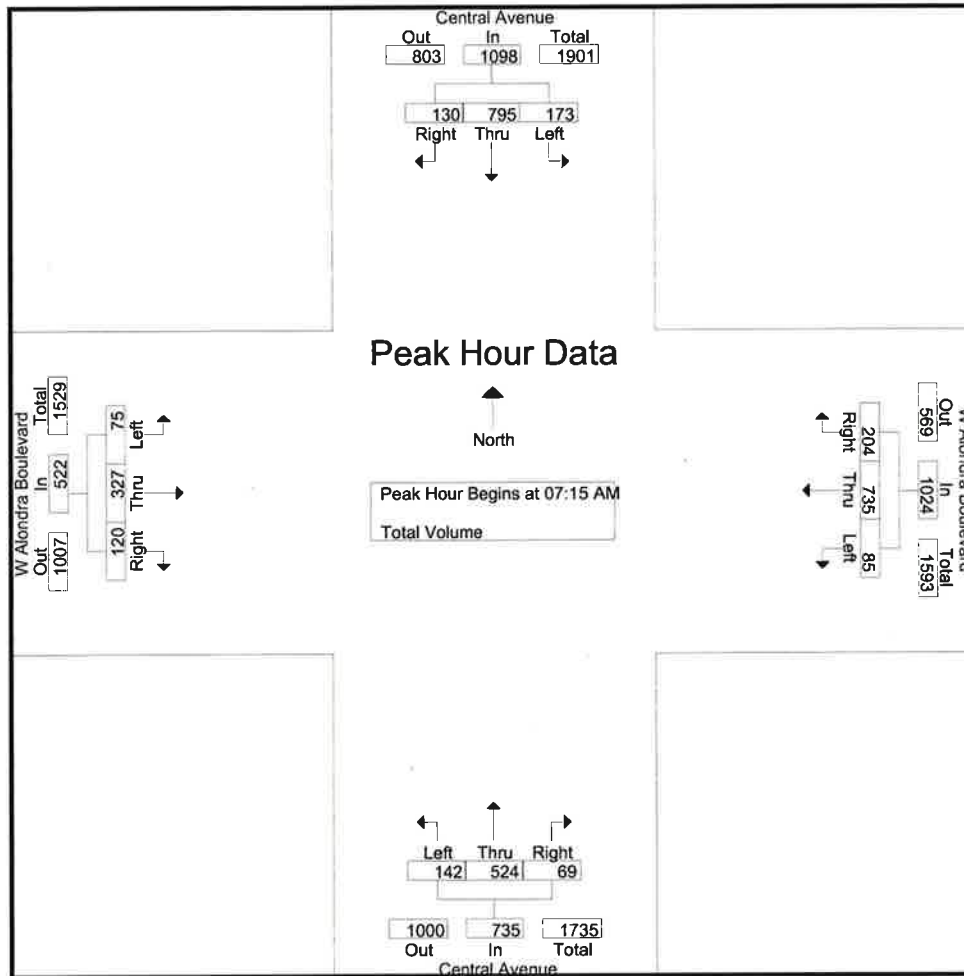 Central Avenue
Out In Total
803 1098 1901
130 795 173
Right Thru Left
Peak Hour Data
North
Peak Hour Begins at 07:15 AM
Total Volume
W Alondra Boulevard
Out In Total
1007 522 1529
Right Thru Left
120 327 75
W Alondra Boulevard
Out In Total
569 1024 1593
Right Thru Left
204 735 85
Left Thru Right
142 524 69
1000 735 1735
Out In Total
Central Avenue